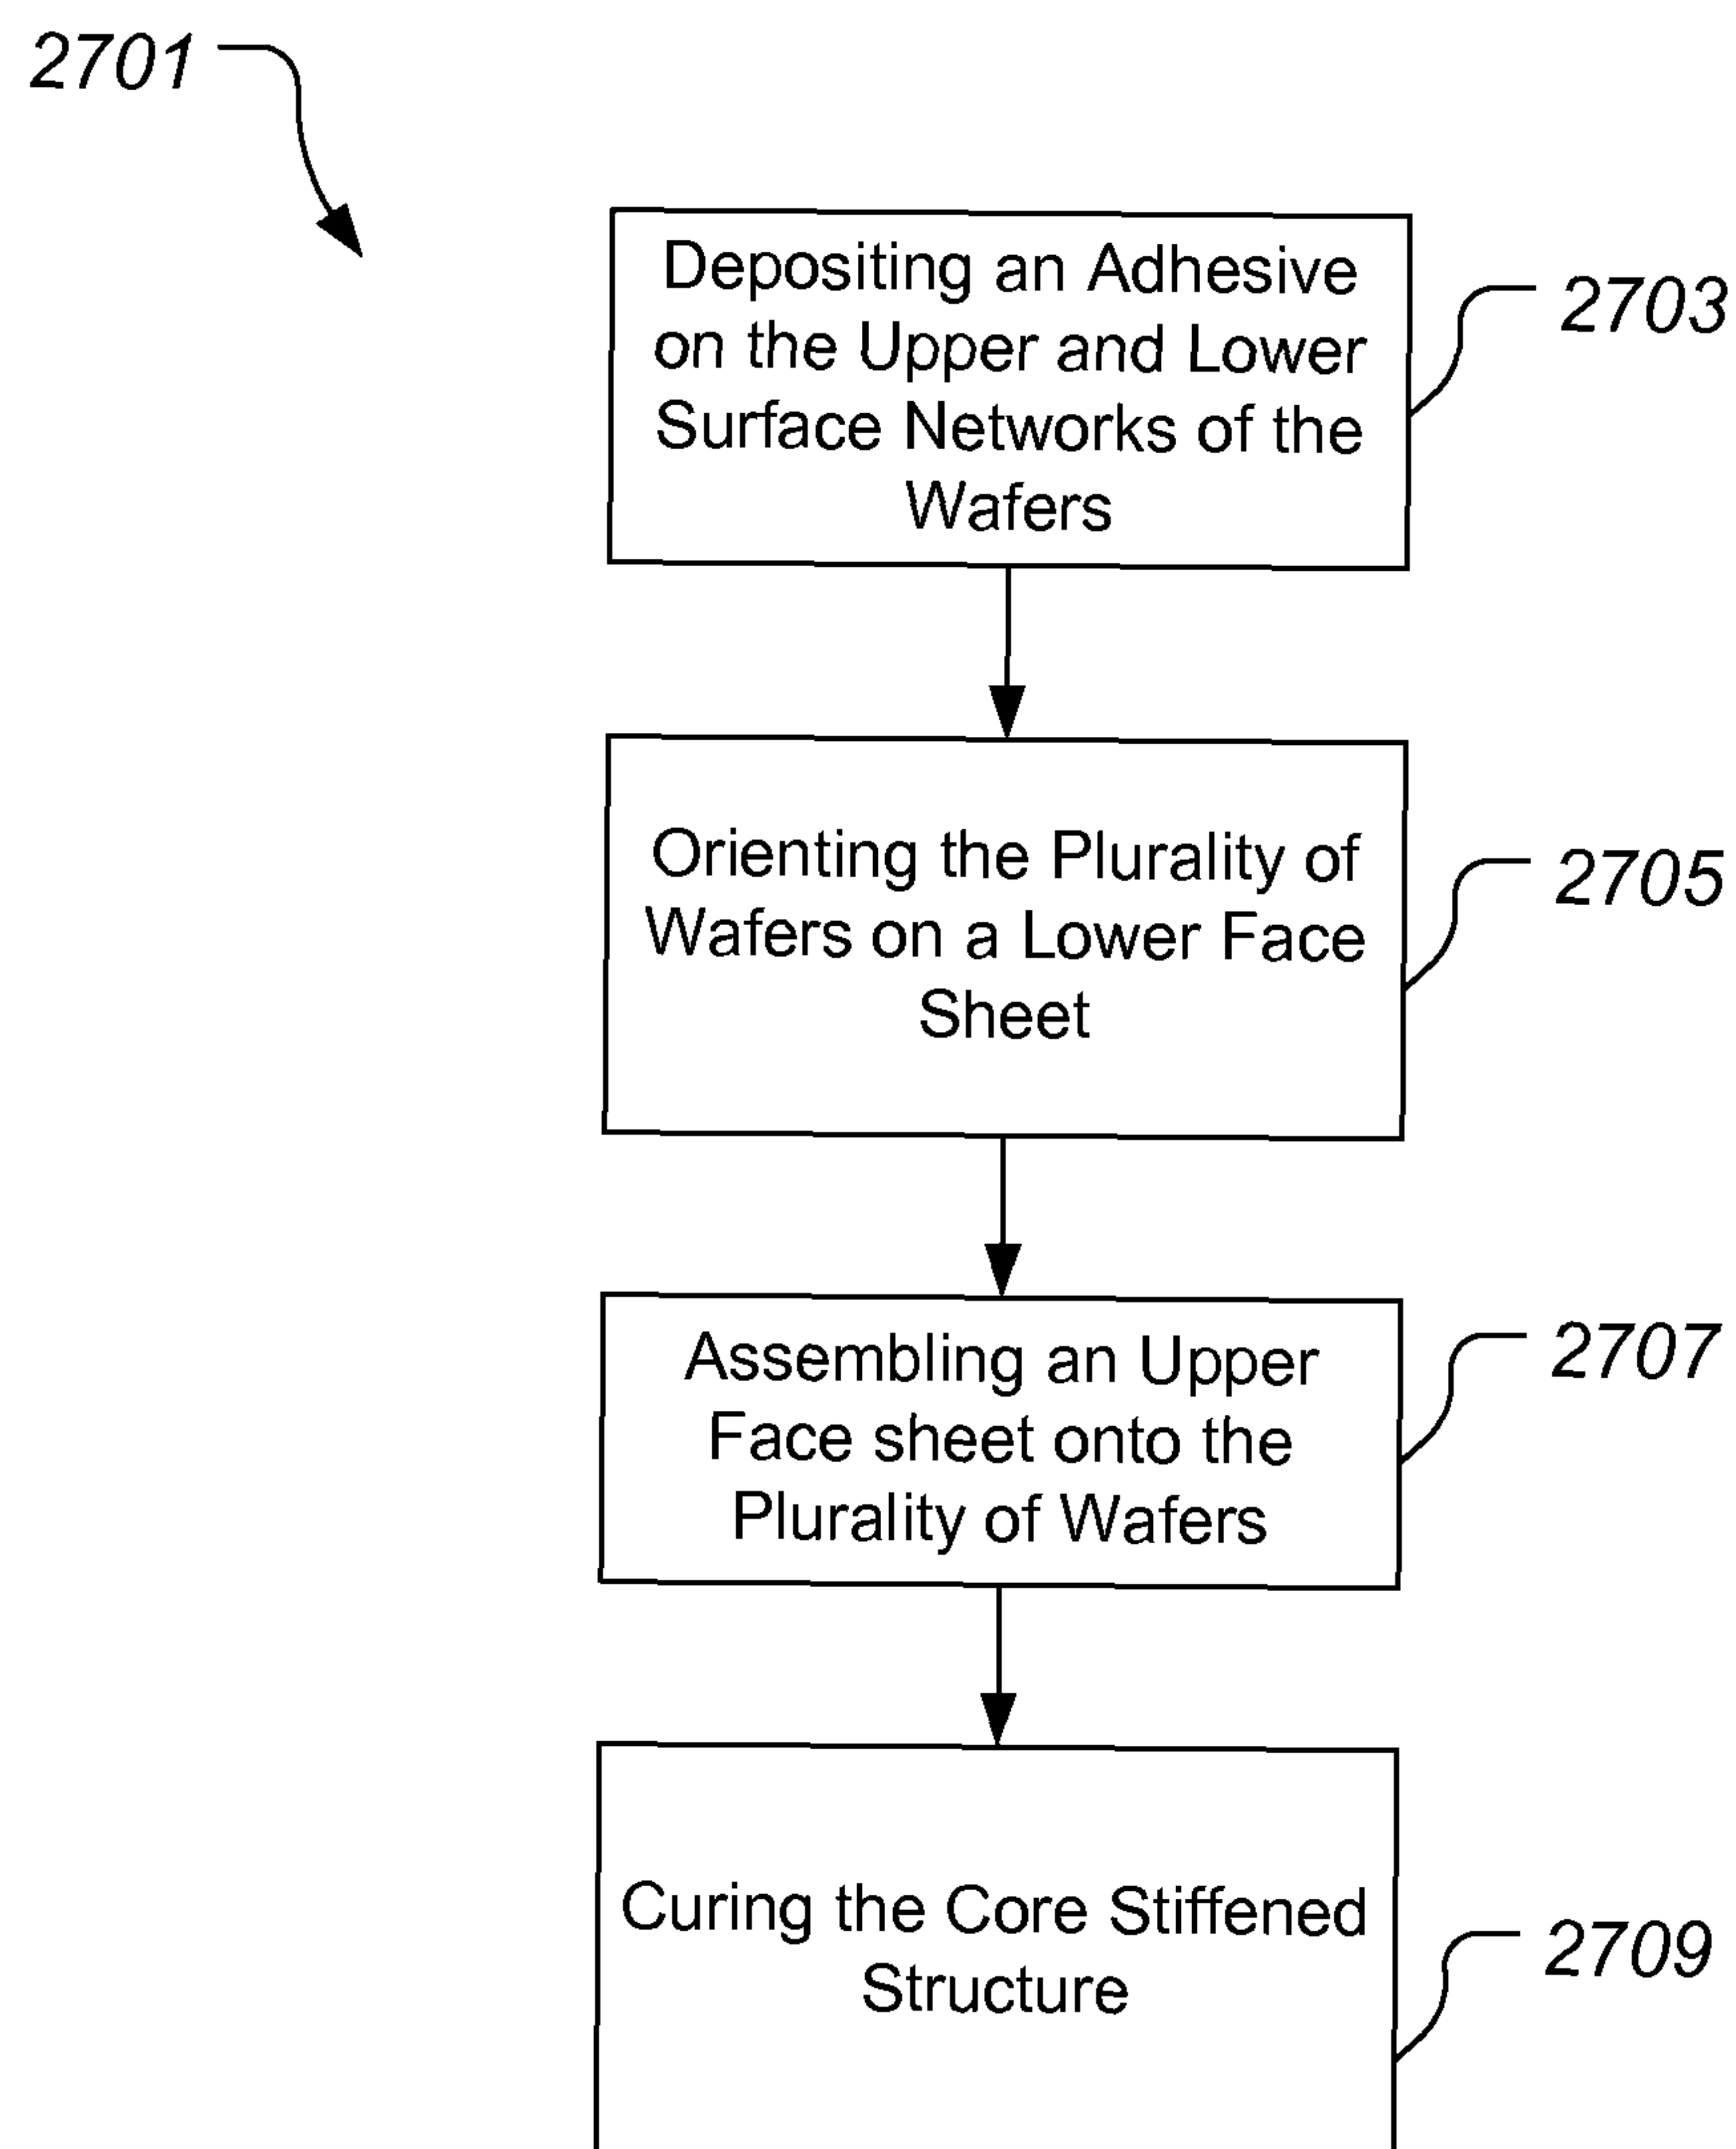 2701
Depositing an Adhesive
on the Upper and Lower
Surface Networks of the
Wafers
2703
Orienting the Plurality of
Wafers on a Lower Face
Sheet
2705
Assembling an Upper
Face sheet onto the
Plurality of Wafers
2707
Curing the Core Stiffened
Structure
2709